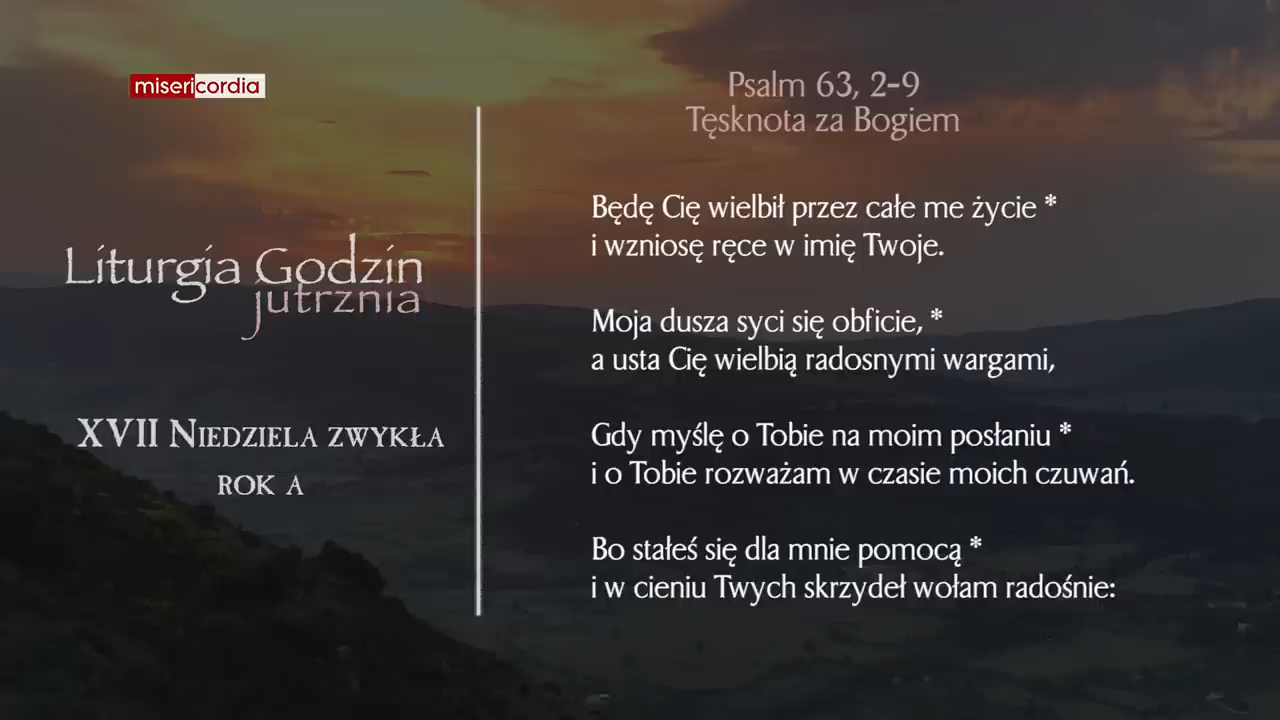 misericordia
Liturgia Godzin
jutrznia
XVII Niedziela zwykła
rok A
Psalm 63, 2-9
Tęsknota za Bogiem
Będę Cię wielbił przez całe me życie *
i wzniosę ręce w imię Twoje.
Moja dusza syci się obficie, *
a usta Cię wielbią radosnymi wargami,
Gdy myślę o Tobie na moim posłaniu *
i o Tobie rozważam w czasie moich czuwań.
Bo stałeś się dla mnie pomocą *
i w cieniu Twych skrzydeł wołam radośnie: